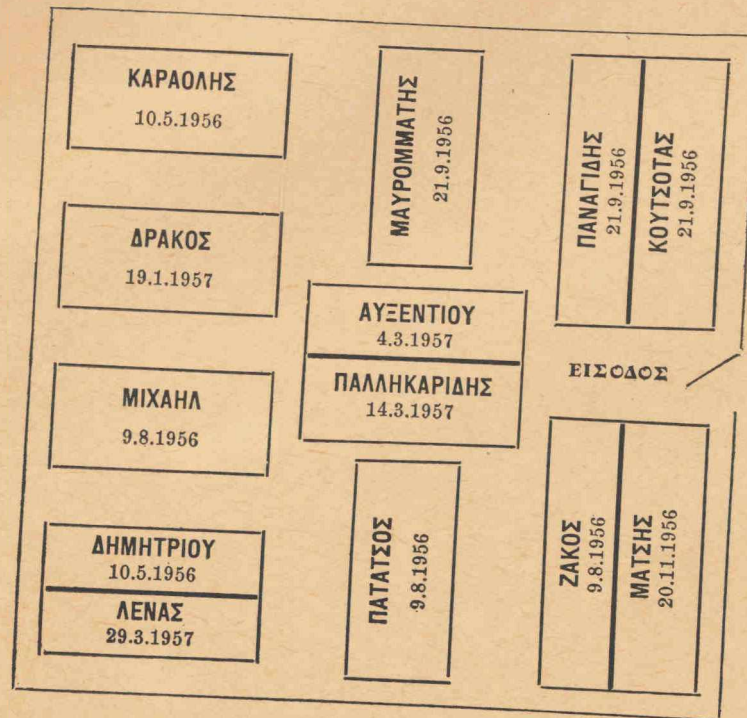 ΚΑΡΑΟΛΗΣ
10.5.1956
ΔΡΑΚΟΣ
19.1.1957
ΜΙΧΑΗΛ
9.8.1956
ΔΗΜΗΤΡΙΟΥ
10.5.1956
ΛΕΝΑΣ
29.3.1957
ΜΑΥΡΟΜΜΑΤΗΣ
21.9.1956
ΑΥΞΕΝΤΙΟΥ
4.3.1957
ΠΑΛΛΗΚΑΡΙΔΗΣ
14.3.1957
ΠΑΤΑΤΣΟΣ
9.8.1956
ΠΑΝΑΓΙΔΗΣ
21.9.1956
ΚΟΥΤΣΟΤΑΣ
21.9.1956
ΕΙΣΟΔΟΣ
ΖΑΚΟΣ
9.8.1956
ΜΑΤΣΗΣ
20.11.1956